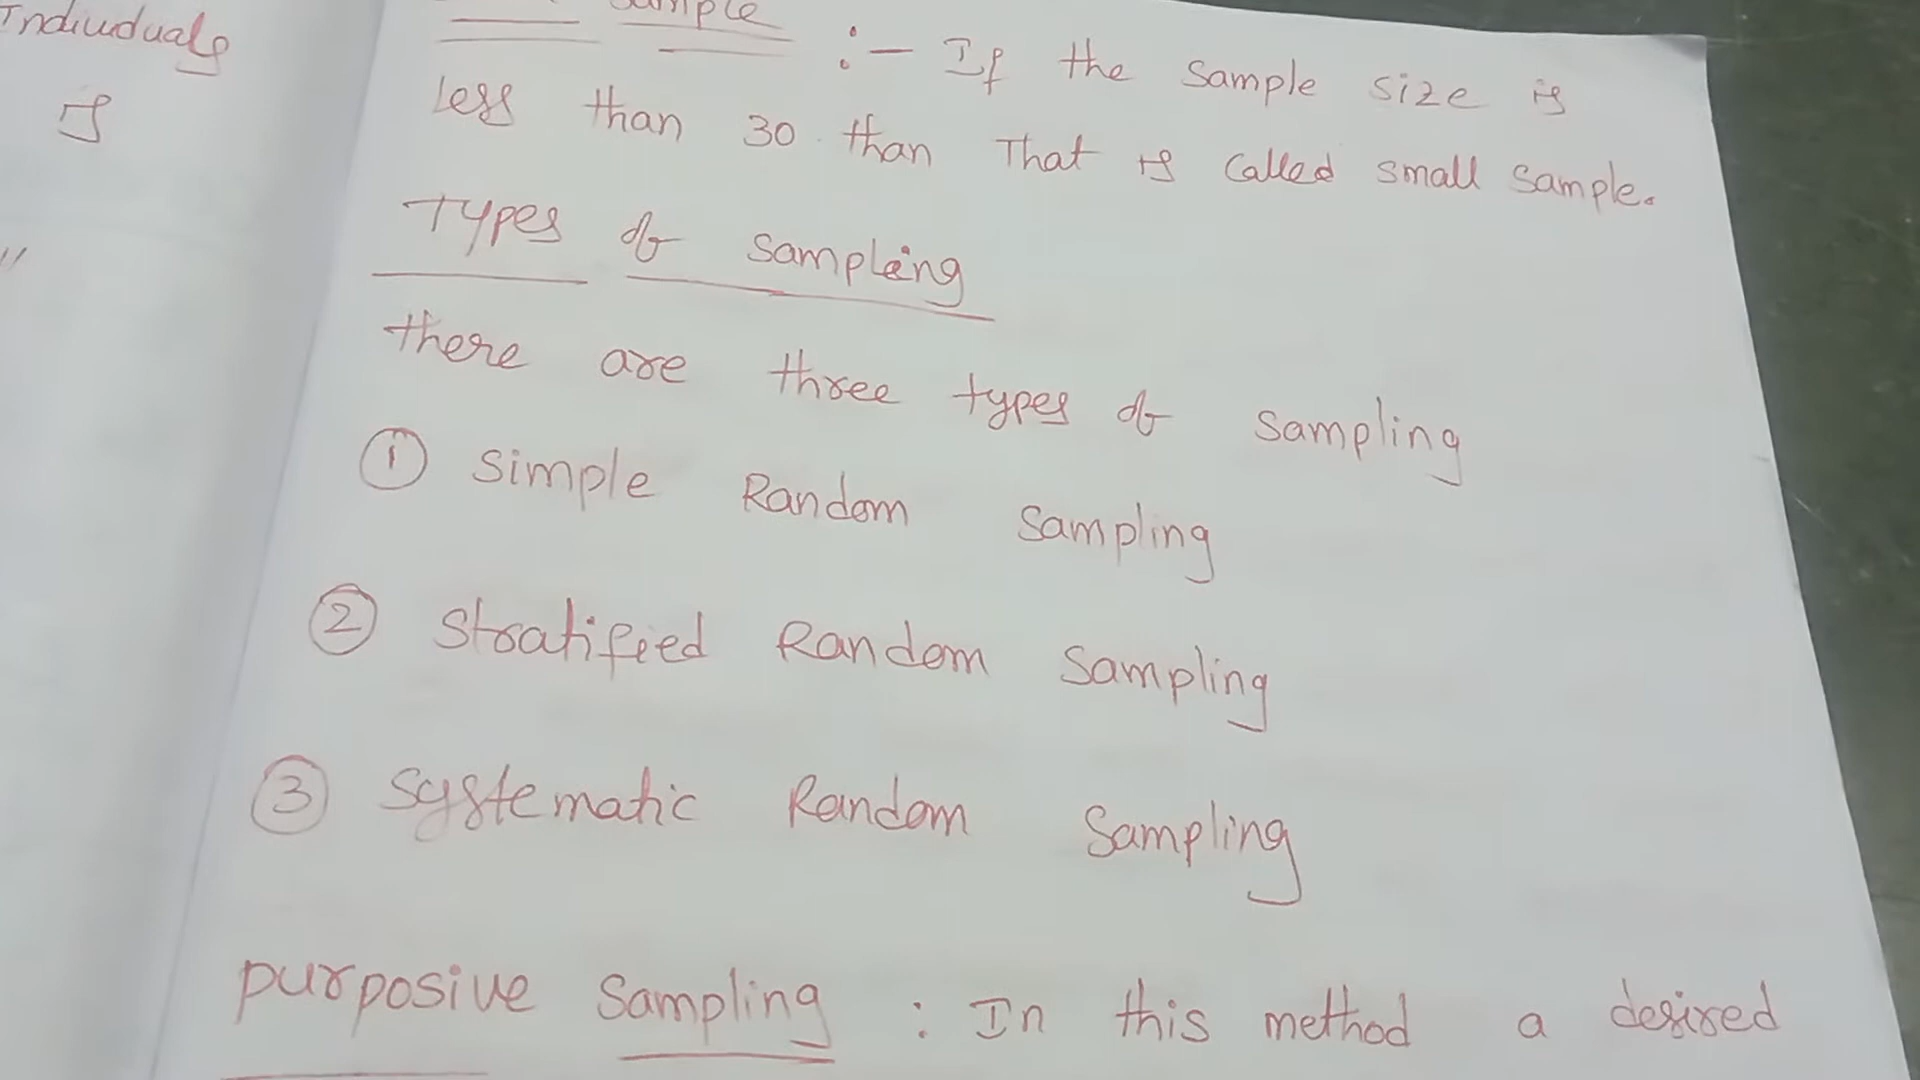 Individuals
is
"
Sample :- If the sample size is
less than 30 than That is called small sample.
Types of sampling
there are three types of sampling
① Simple Random Sampling
② Stratified Random Sampling
③ Systematic Random Sampling
purposive Sampling : In this method a desired